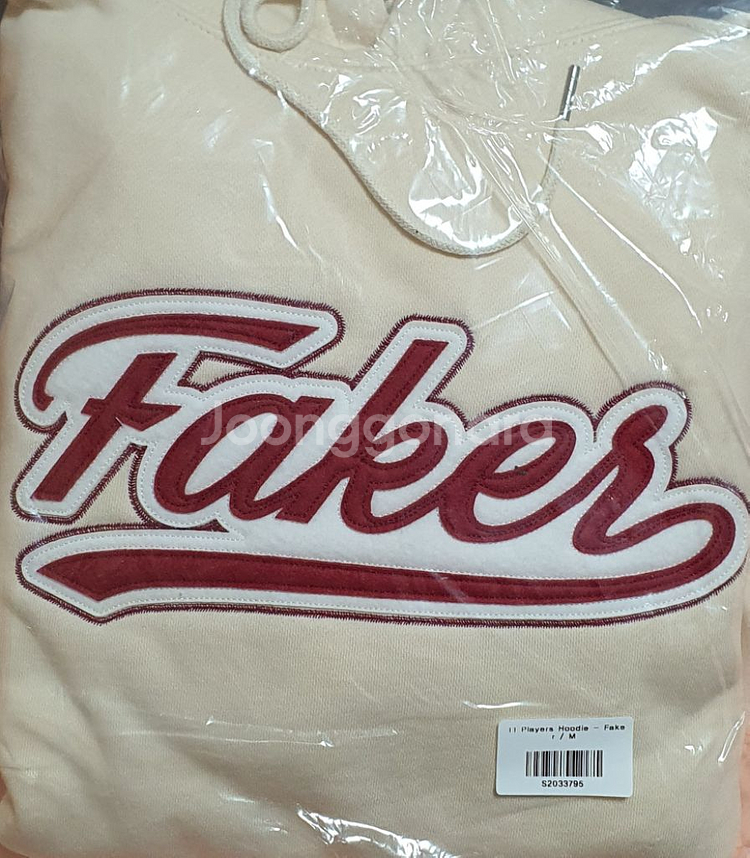 Faker
Joonggonara
T1 Players Hoodie - Fake
r / M
S2033795